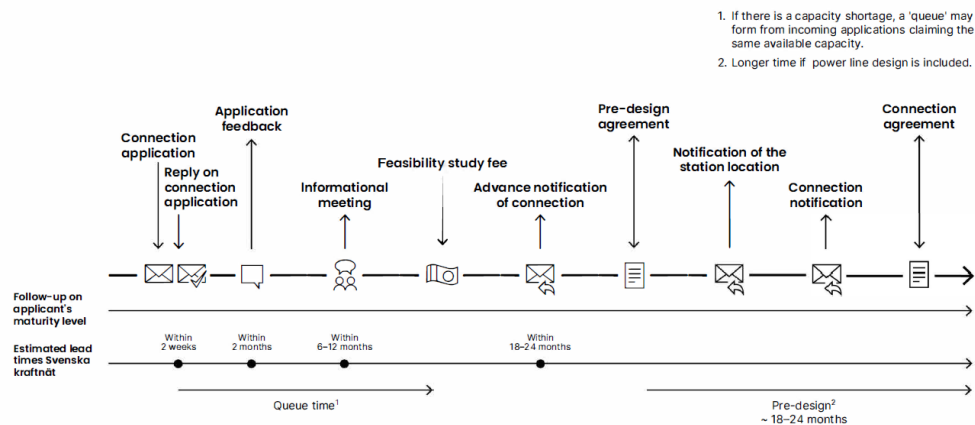 1. If there is a capacity shortage, a 'queue' may
form from incoming applications claiming the
same available capacity.
2. Longer time if power line design is included.
Connection
application
Reply on
connection
application
Application
feedback
Informational
meeting
Feasibility study fee
Advance notification
of connection
Pre-design
agreement
Notification of the
station location
Connection
notification
Connection
agreement
Follow-up on
applicant's
maturity level
Estimated lead
times Svenska
kraftnät
Within
2 weeks
Within
2 months
Within
6–12 months
Within
18–24 months
Queue time¹
Pre-design²
~ 18–24 months